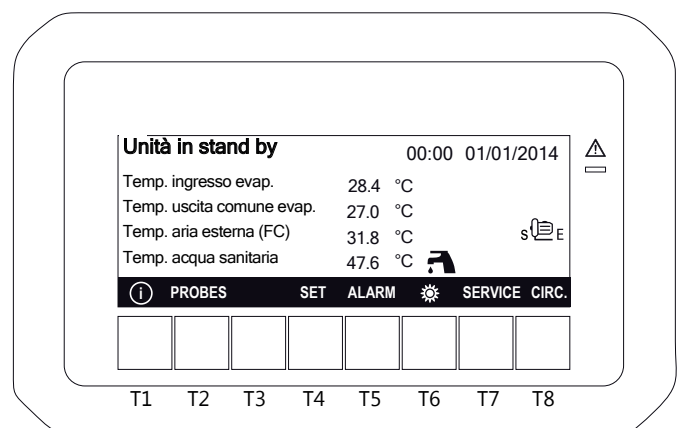 Unità in stand by 00:00 01/01/2014
Temp. ingresso evap. 28.4 °C
Temp. uscita comune evap. 27.0 °C
Temp. aria esterna (FC) 31.8 °C
S E
Temp. acqua sanitaria 47.6 °C
i PROBES SET ALARM SERVICE CIRC.
T1 T2 T3 T4 T5 T6 T7 T8